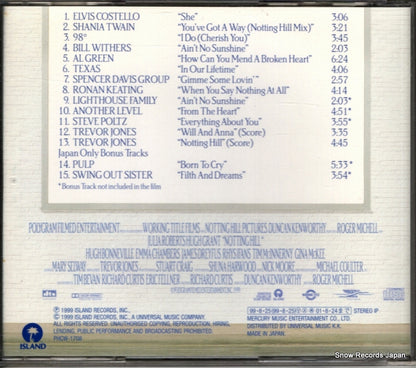 1. ELVIS COSTELLO "She" 3:06
2. SHANIA TWAIN "You've Got A Way (Notting Hill Mix)" 3:21
3. 98° "I Do (Cherish You)" 3:45
4. BILL WITHERS "Ain't No Sunshine" 2:03
5. AL GREEN "How Can You Mend A Broken Heart" 6:24
6. TEXAS "In Our Lifetime" 4:06
7. SPENCER DAVIS GROUP "Gimme Some Lovin'" 2:57
8. RONAN KEATING "When You Say Nothing At All" 4:14
9. LIGHTHOUSE FAMILY "Ain't No Sunshine" 2:03*
10. ANOTHER LEVEL "From The Heart" 4:51*
11. STEVE POLTZ "Everything About You" 3:55*
12. TREVOR JONES "Will And Anna" (Score) 3:35
13. TREVOR JONES "Notting Hill" (Score) 4:45
Japan Only Bonus Tracks
14. PULP "Born To Cry" 5:33*
15. SWING OUT SISTER "Filth And Dreams" 3:54*
*Bonus Track not included in the film
POLYGRAM FILMED ENTERTAINMENT WORKING TITLE FILMS NOTTING HILL PICTURES DUNCAN KENWORTHY ROGER MICHELL
JULIA ROBERTS HUGH GRANT "NOTTING HILL"
HUGH BONNEVILLE EMMA CHAMBERS JAMES DREYFUS RHYS IFANS TIM McINNERNY GINA McKEE
MARY SELWAY TREVOR JONES STUART CRAIG SHUNA HARWOOD NICK MOORE MICHAEL COULTER
TIM BEVAN RICHARD CURTIS ERIC FELLNER RICHARD CURTIS DUNCAN KENWORTHY ROGER MICHELL
dts
ISLAND
℗ 1999 ISLAND RECORDS, INC.
© 1999 ISLAND RECORDS, INC., A UNIVERSAL MUSIC COMPANY.
ALL RIGHTS RESERVED. UNAUTHORISED COPYING, REPRODUCTION, HIRING,
LENDING, PUBLIC PERFORMANCE AND BROADCASTING PROHIBITED.
PHCW-1704
STEREO
MERCURY MUSIC ENTERTAINMENT CO., LTD.
DISTRIBUTED BY UNIVERSAL MUSIC K.K.
MADE IN JAPAN.
Snow Records Japan